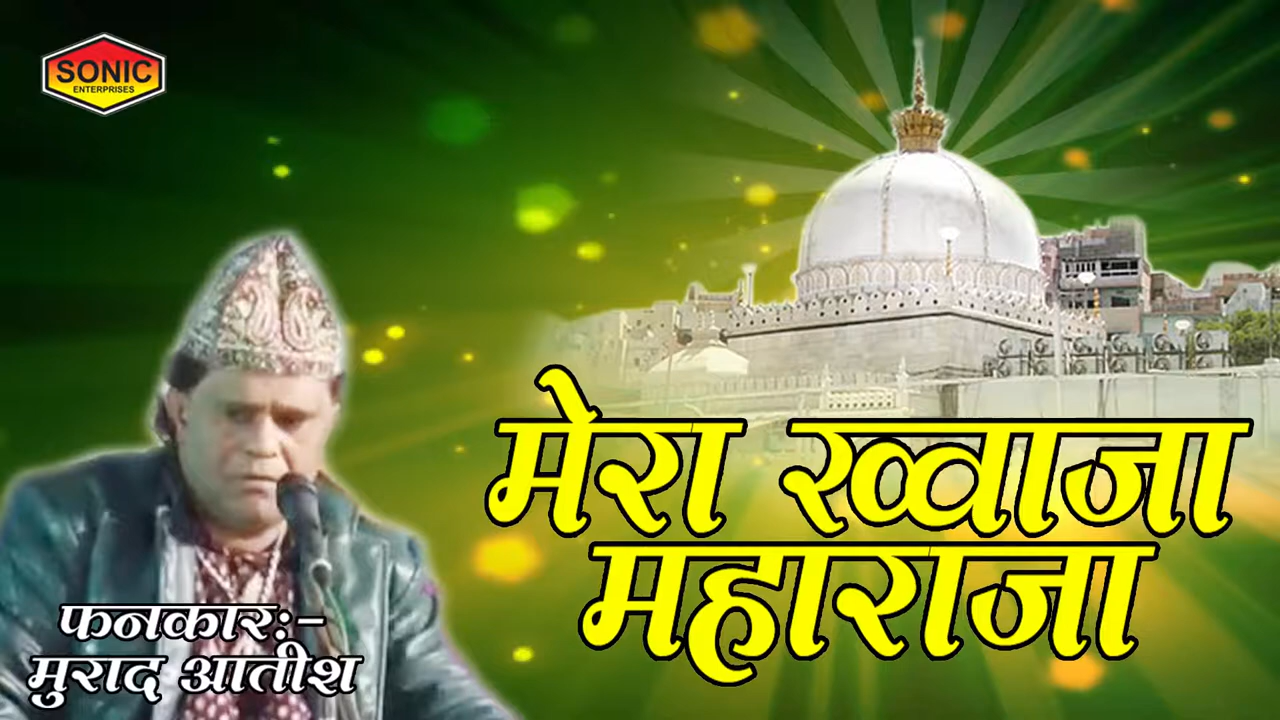 SONIC
ENTERPRISES
मेरा ख्वाजा
महाराजा
फनकार:-
मुराद आतीश